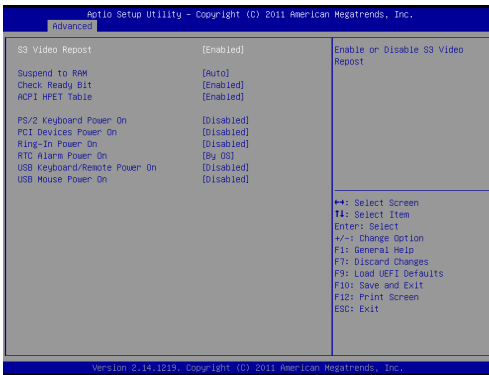 Aptio Setup Utility - Copyright (C) 2011 American Megatrends, Inc.
Advanced
S3 Video Repost [Enabled]
Suspend to RAM [Auto]
Check Ready Bit [Enabled]
ACPI HPET Table [Enabled]
PS/2 Keyboard Power On [Disabled]
PCI Devices Power On [Disabled]
Ring-In Power On [Disabled]
RTC Alarm Power On [By OS]
USB Keyboard/Remote Power On [Disabled]
USB Mouse Power On [Disabled]
Enable or Disable S3 Video
Repost
↔: Select Screen
↑↓: Select Item
Enter: Select
+/-: Change Option
F1: General Help
F7: Discard Changes
F9: Load UEFI Defaults
F10: Save and Exit
F12: Print Screen
ESC: Exit
Version 2.14.1219. Copyright (C) 2011 American Megatrends, Inc.